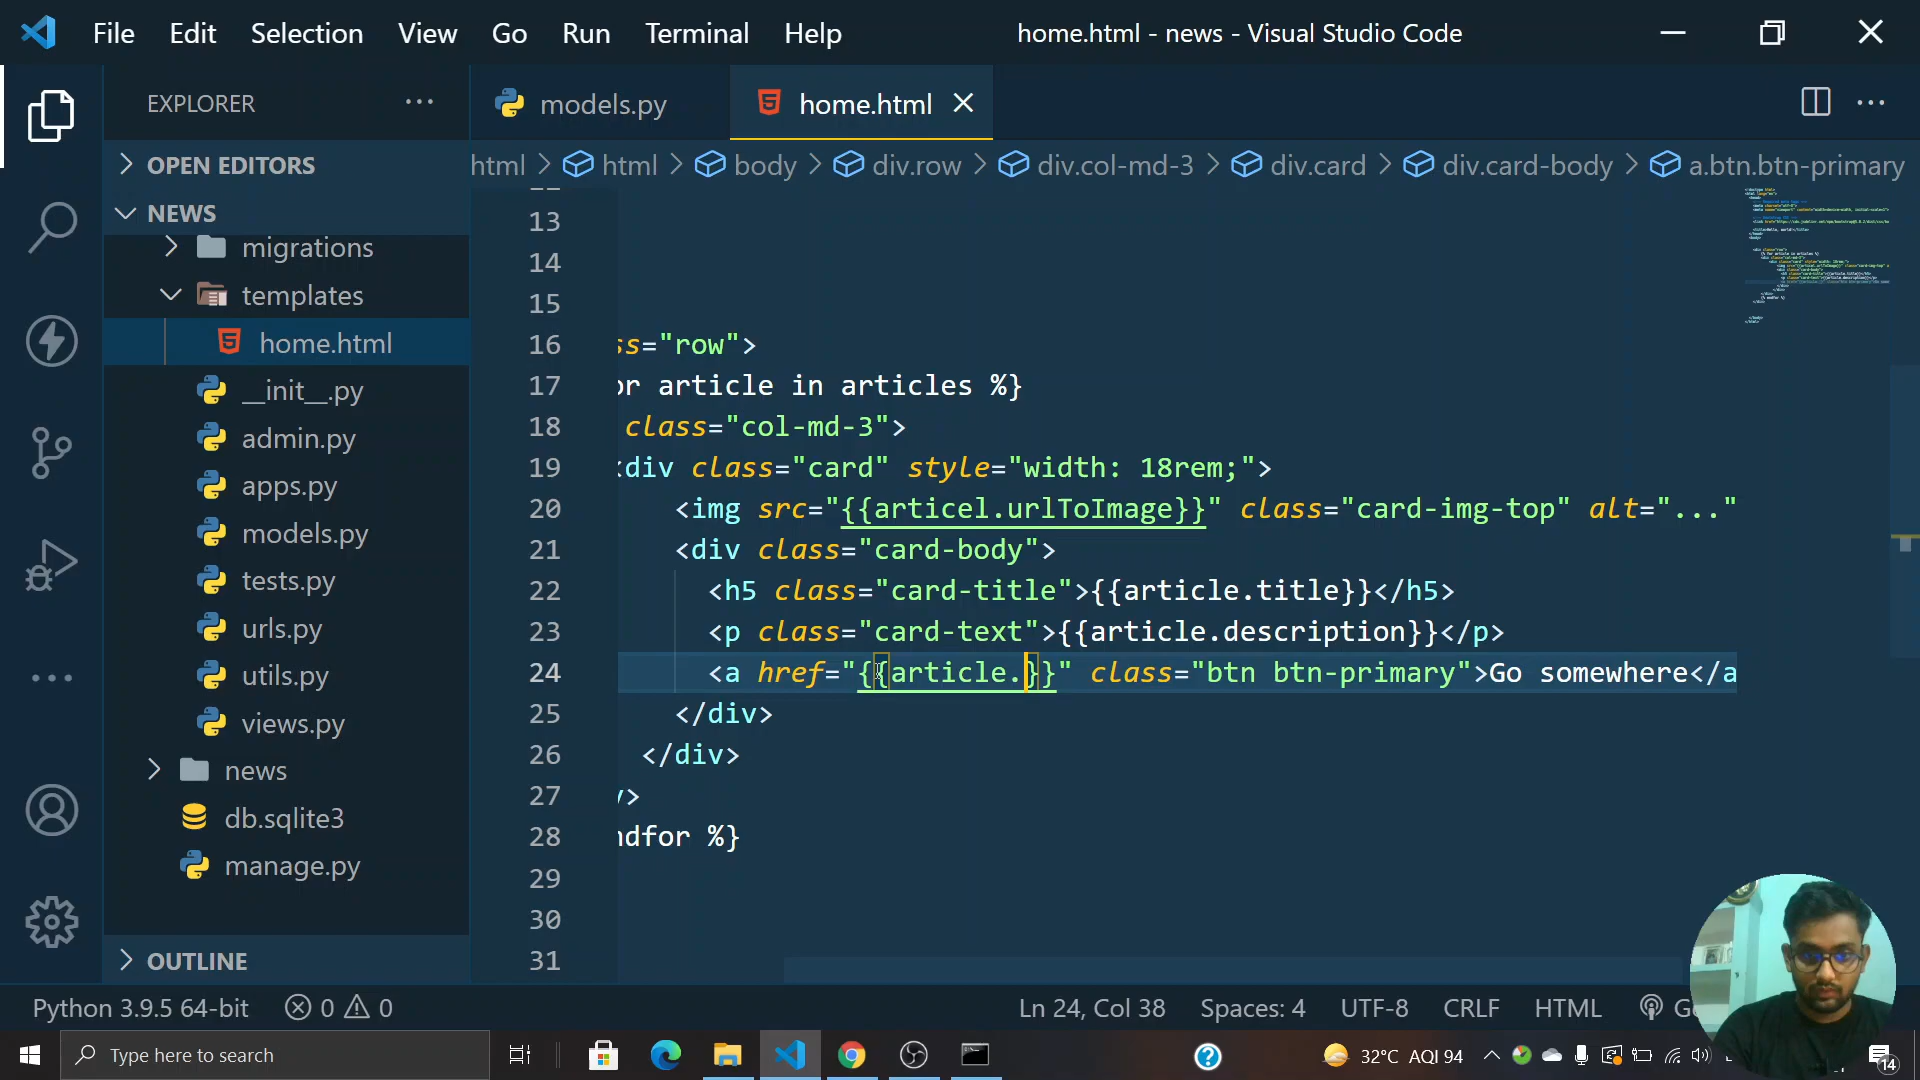 File Edit Selection View Go Run Terminal Help
home.html - news - Visual Studio Code
EXPLORER
models.py
home.html
OPEN EDITORS
html > html > body > div.row > div.col-md-3 > div.card > div.card-body > a.btn.btn-primary
NEWS
migrations
templates
home.html
__init__.py
admin.py
apps.py
models.py
tests.py
urls.py
utils.py
views.py
news
db.sqlite3
manage.py
OUTLINE
13
14
15
16 ss="row">
17 or article in articles %}
18 class="col-md-3">
19 <div class="card" style="width: 18rem;">
20 <img src="{{articel.urlToImage}}" class="card-img-top" alt="..."
21 <div class="card-body">
22 <h5 class="card-title">{{article.title}}</h5>
23 <p class="card-text">{{article.description}}</p>
24 <a href="{{article.}}" class="btn btn-primary">Go somewhere</a
25 </div>
26 </div>
27 v>
28 ndfor %}
29
30
31
Python 3.9.5 64-bit 0 0 Ln 24, Col 38 Spaces: 4 UTF-8 CRLF HTML
Type here to search
32°C AQI 94
14